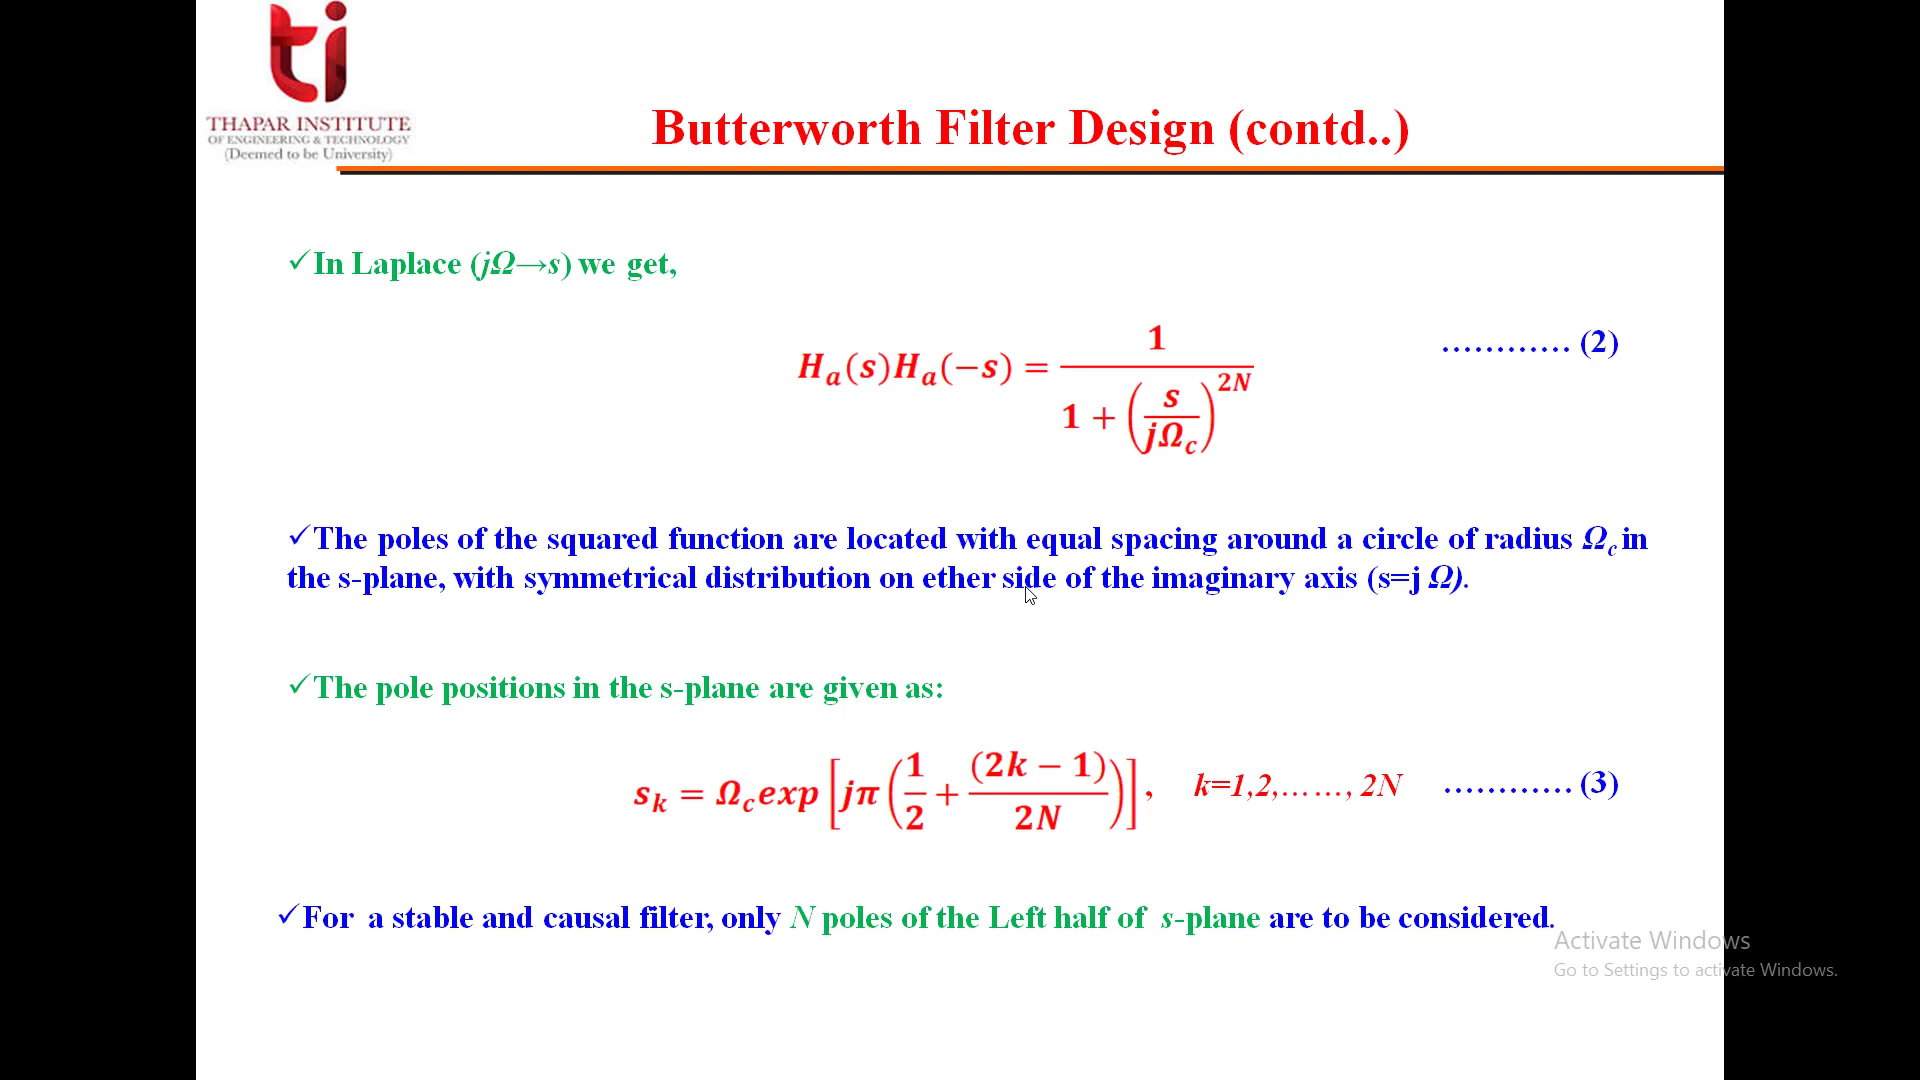 ti
THAPAR INSTITUTE
OF ENGINEERING & TECHNOLOGY
(Deemed to be University)
Butterworth Filter Design (contd..)
✓In Laplace (jΩ→s) we get,
H_a(s)H_a(−s) = 1 / (1 + (s / jΩ_c)^{2N}) ………… (2)
✓The poles of the squared function are located with equal spacing around a circle of radius Ω_c in
the s-plane, with symmetrical distribution on ether side of the imaginary axis (s=j Ω).
✓The pole positions in the s-plane are given as:
s_k = Ω_c exp [jπ (1/2 + (2k − 1)/2N)], k=1,2,……, 2N ………… (3)
✓For a stable and causal filter, only N poles of the Left half of s-plane are to be considered.
Activate Windows
Go to Settings to activate Windows.